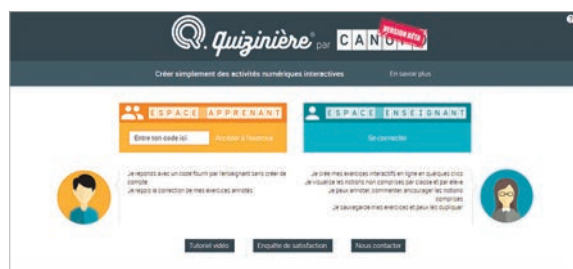 Quizinière® par CANOPÉ
VERSION BÊTA !
?
Créer simplement des activités numériques interactives
En savoir plus
ESPACE APPRENANT
Entre ton code ici
Accéder à l'exercice
ESPACE ENSEIGNANT
Se connecter
Je réponds avec un code fourni par l'enseignant sans créer de
compte
Je reçois la correction de mes exercices annotés
Je crée mes exercices interactifs en ligne en quelques clics
Je visualise les notions non comprises par classe et par élève
Je peux annoter, commenter, encourager les notions
comprises
Je sauvegarde mes exercices et peux les dupliquer
Tutoriel vidéo
Enquête de satisfaction
Nous contacter